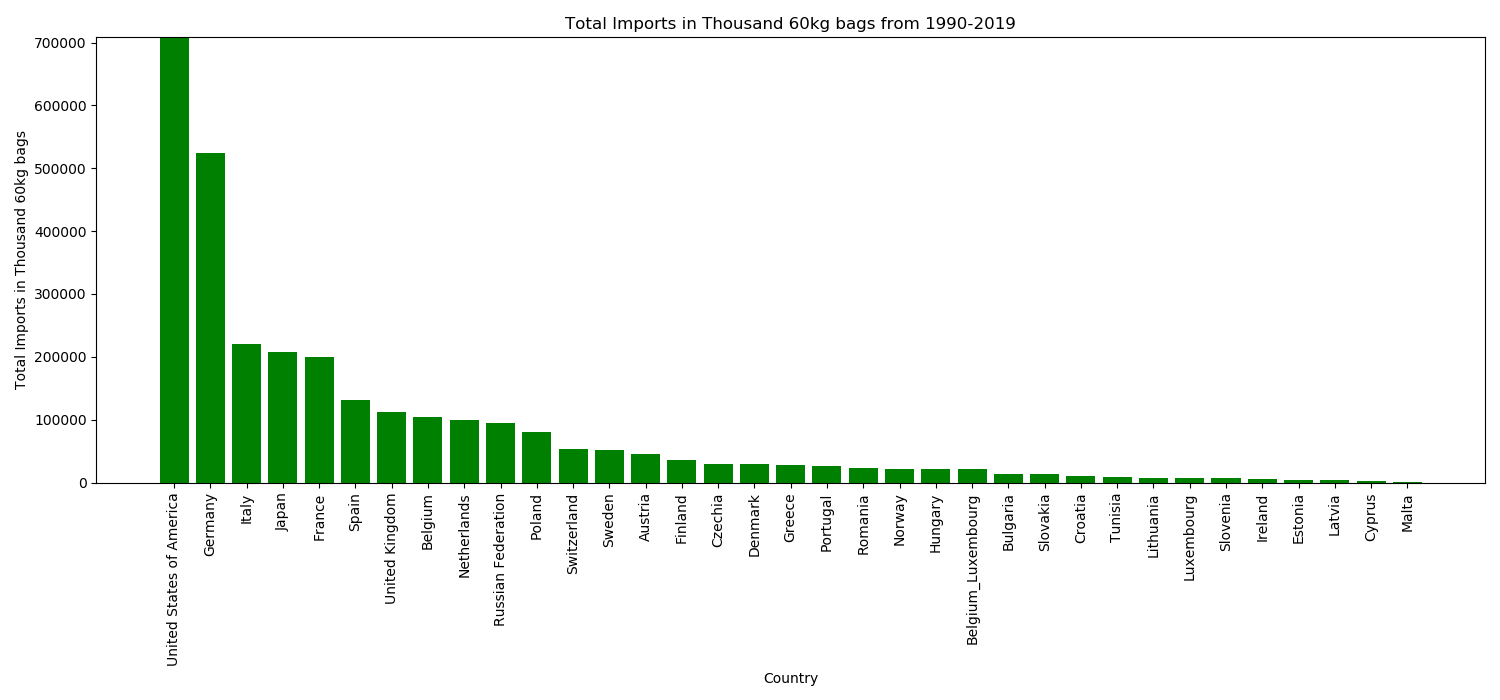 Total Imports in Thousand 60kg bags from 1990-2019
Total Imports in Thousand 60kg bags
700000
600000
500000
400000
300000
200000
100000
0
United States of America
Germany
Italy
Japan
France
Spain
United Kingdom
Belgium
Netherlands
Russian Federation
Poland
Switzerland
Sweden
Austria
Finland
Czechia
Denmark
Greece
Portugal
Romania
Norway
Hungary
Belgium_Luxembourg
Bulgaria
Slovakia
Croatia
Tunisia
Lithuania
Luxembourg
Slovenia
Ireland
Estonia
Latvia
Cyprus
Malta
Country